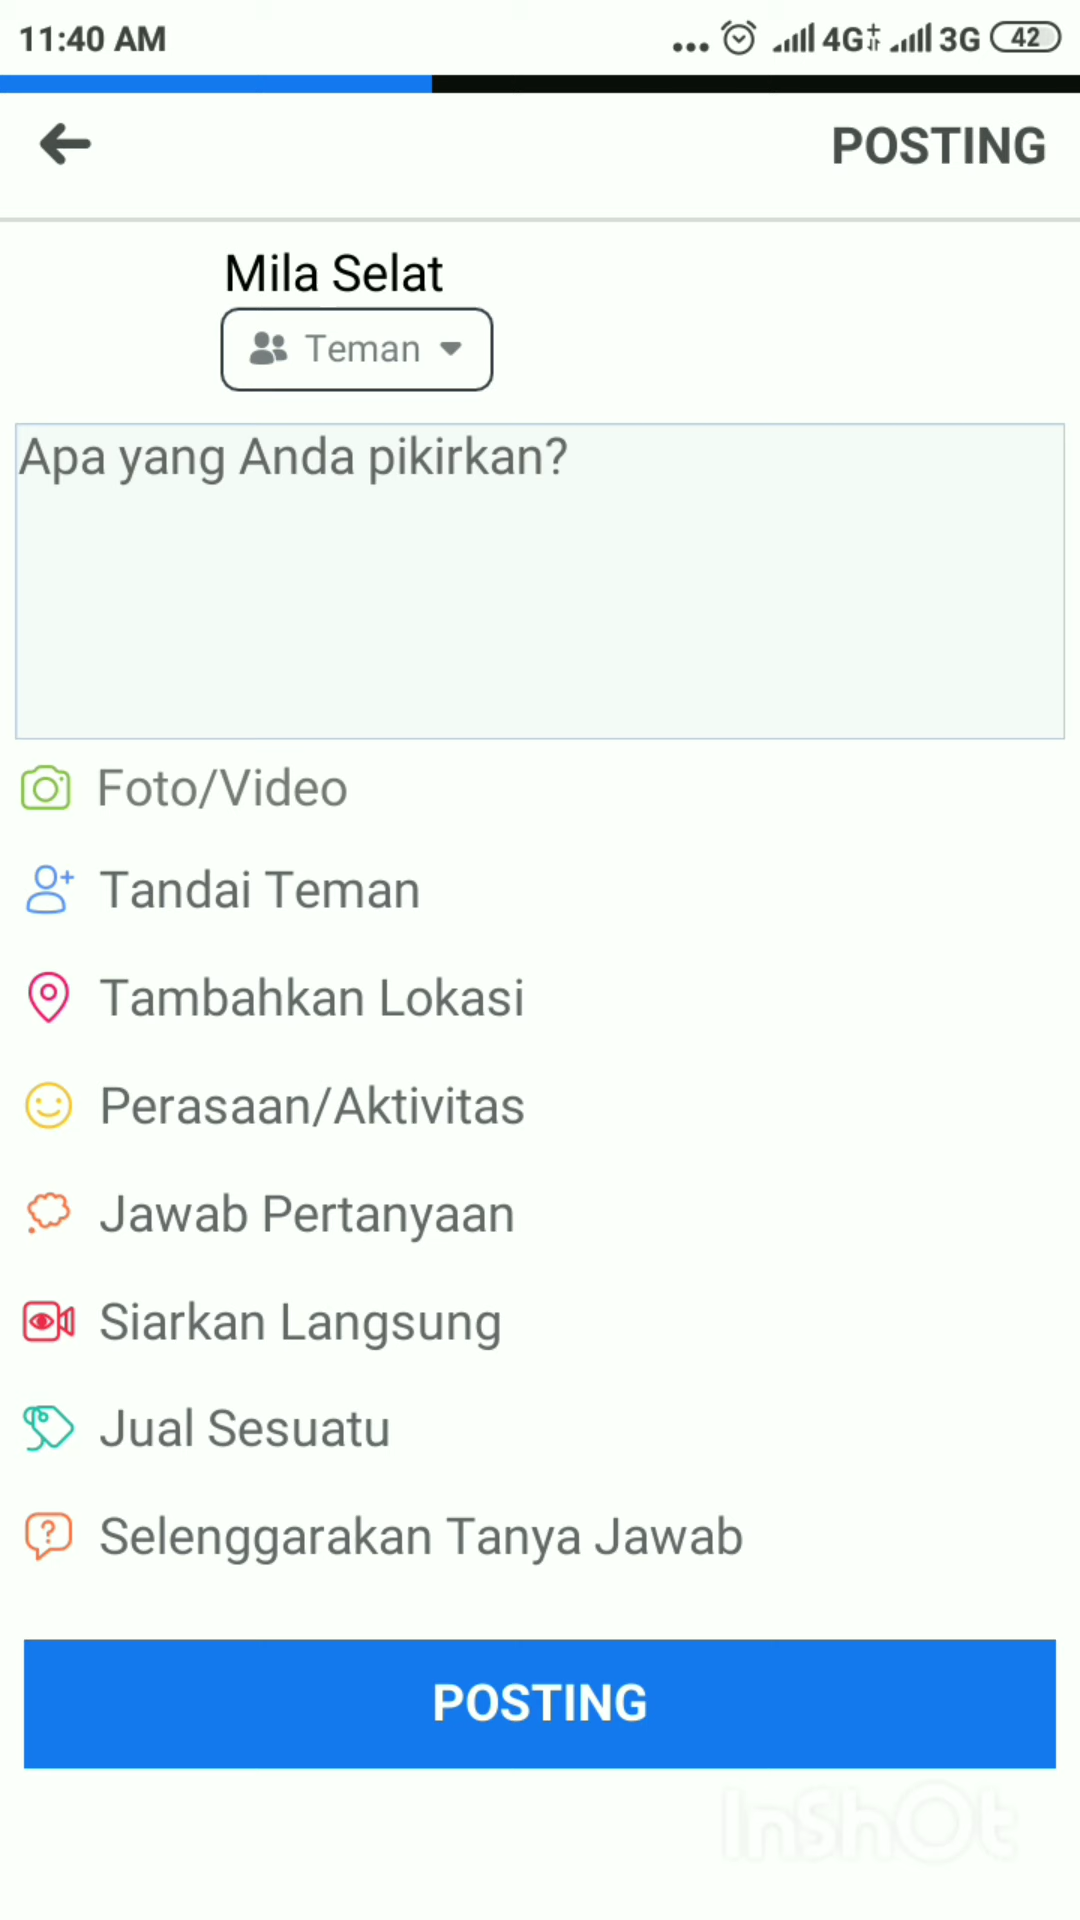 11:40 AM 4G 3G 42
POSTING
Mila Selat
Teman
Apa yang Anda pikirkan?
Foto/Video
Tandai Teman
Tambahkan Lokasi
Perasaan/Aktivitas
Jawab Pertanyaan
Siarkan Langsung
Jual Sesuatu
Selenggarakan Tanya Jawab
POSTING
InShOt